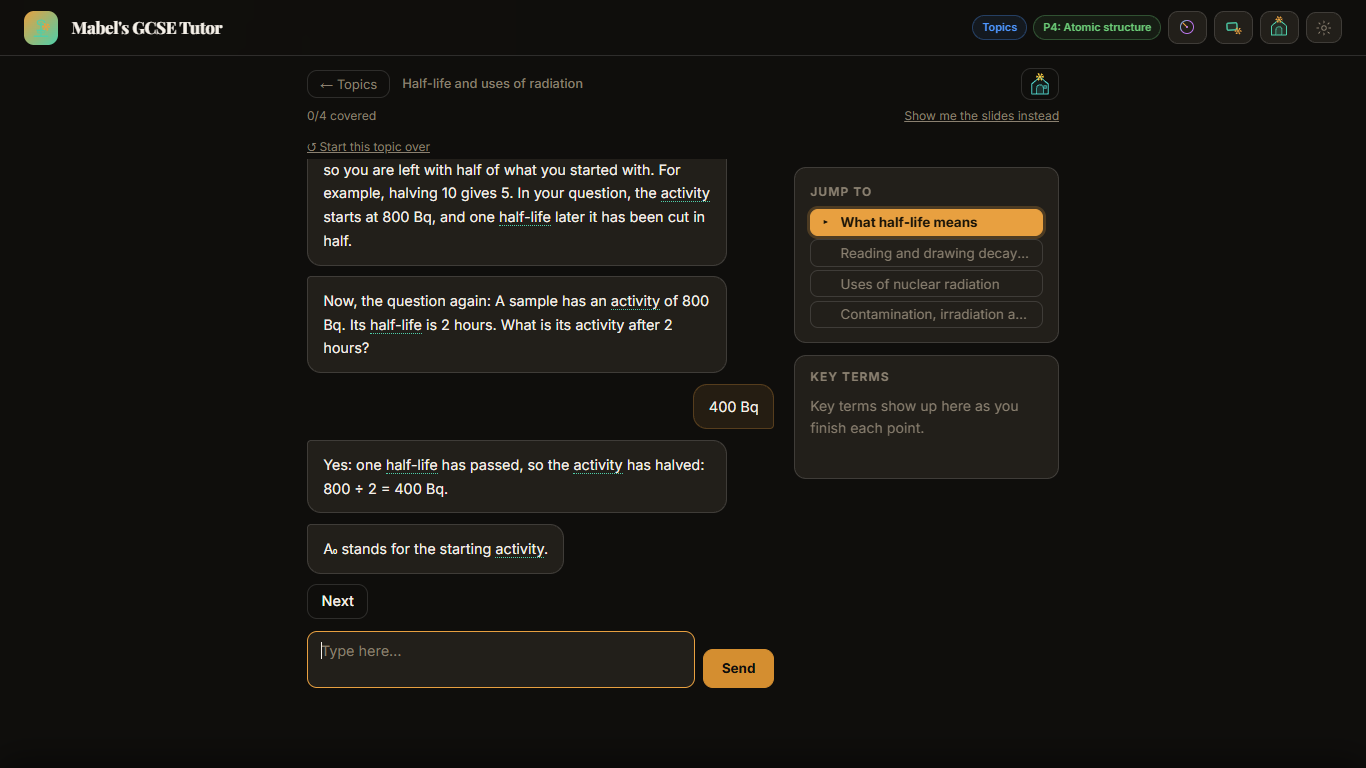 Mabel's GCSE Tutor
Topics
P4: Atomic structure
← Topics
Half-life and uses of radiation
0/4 covered
Show me the slides instead
↺ Start this topic over
so you are left with half of what you started with. For
example, halving 10 gives 5. In your question, the activity
starts at 800 Bq, and one half-life later it has been cut in
half.
Now, the question again: A sample has an activity of 800
Bq. Its half-life is 2 hours. What is its activity after 2
hours?
400 Bq
Yes: one half-life has passed, so the activity has halved:
800 ÷ 2 = 400 Bq.
A₀ stands for the starting activity.
Next
Type here...
Send
JUMP TO
‣ What half-life means
Reading and drawing decay...
Uses of nuclear radiation
Contamination, irradiation a...
KEY TERMS
Key terms show up here as you
finish each point.